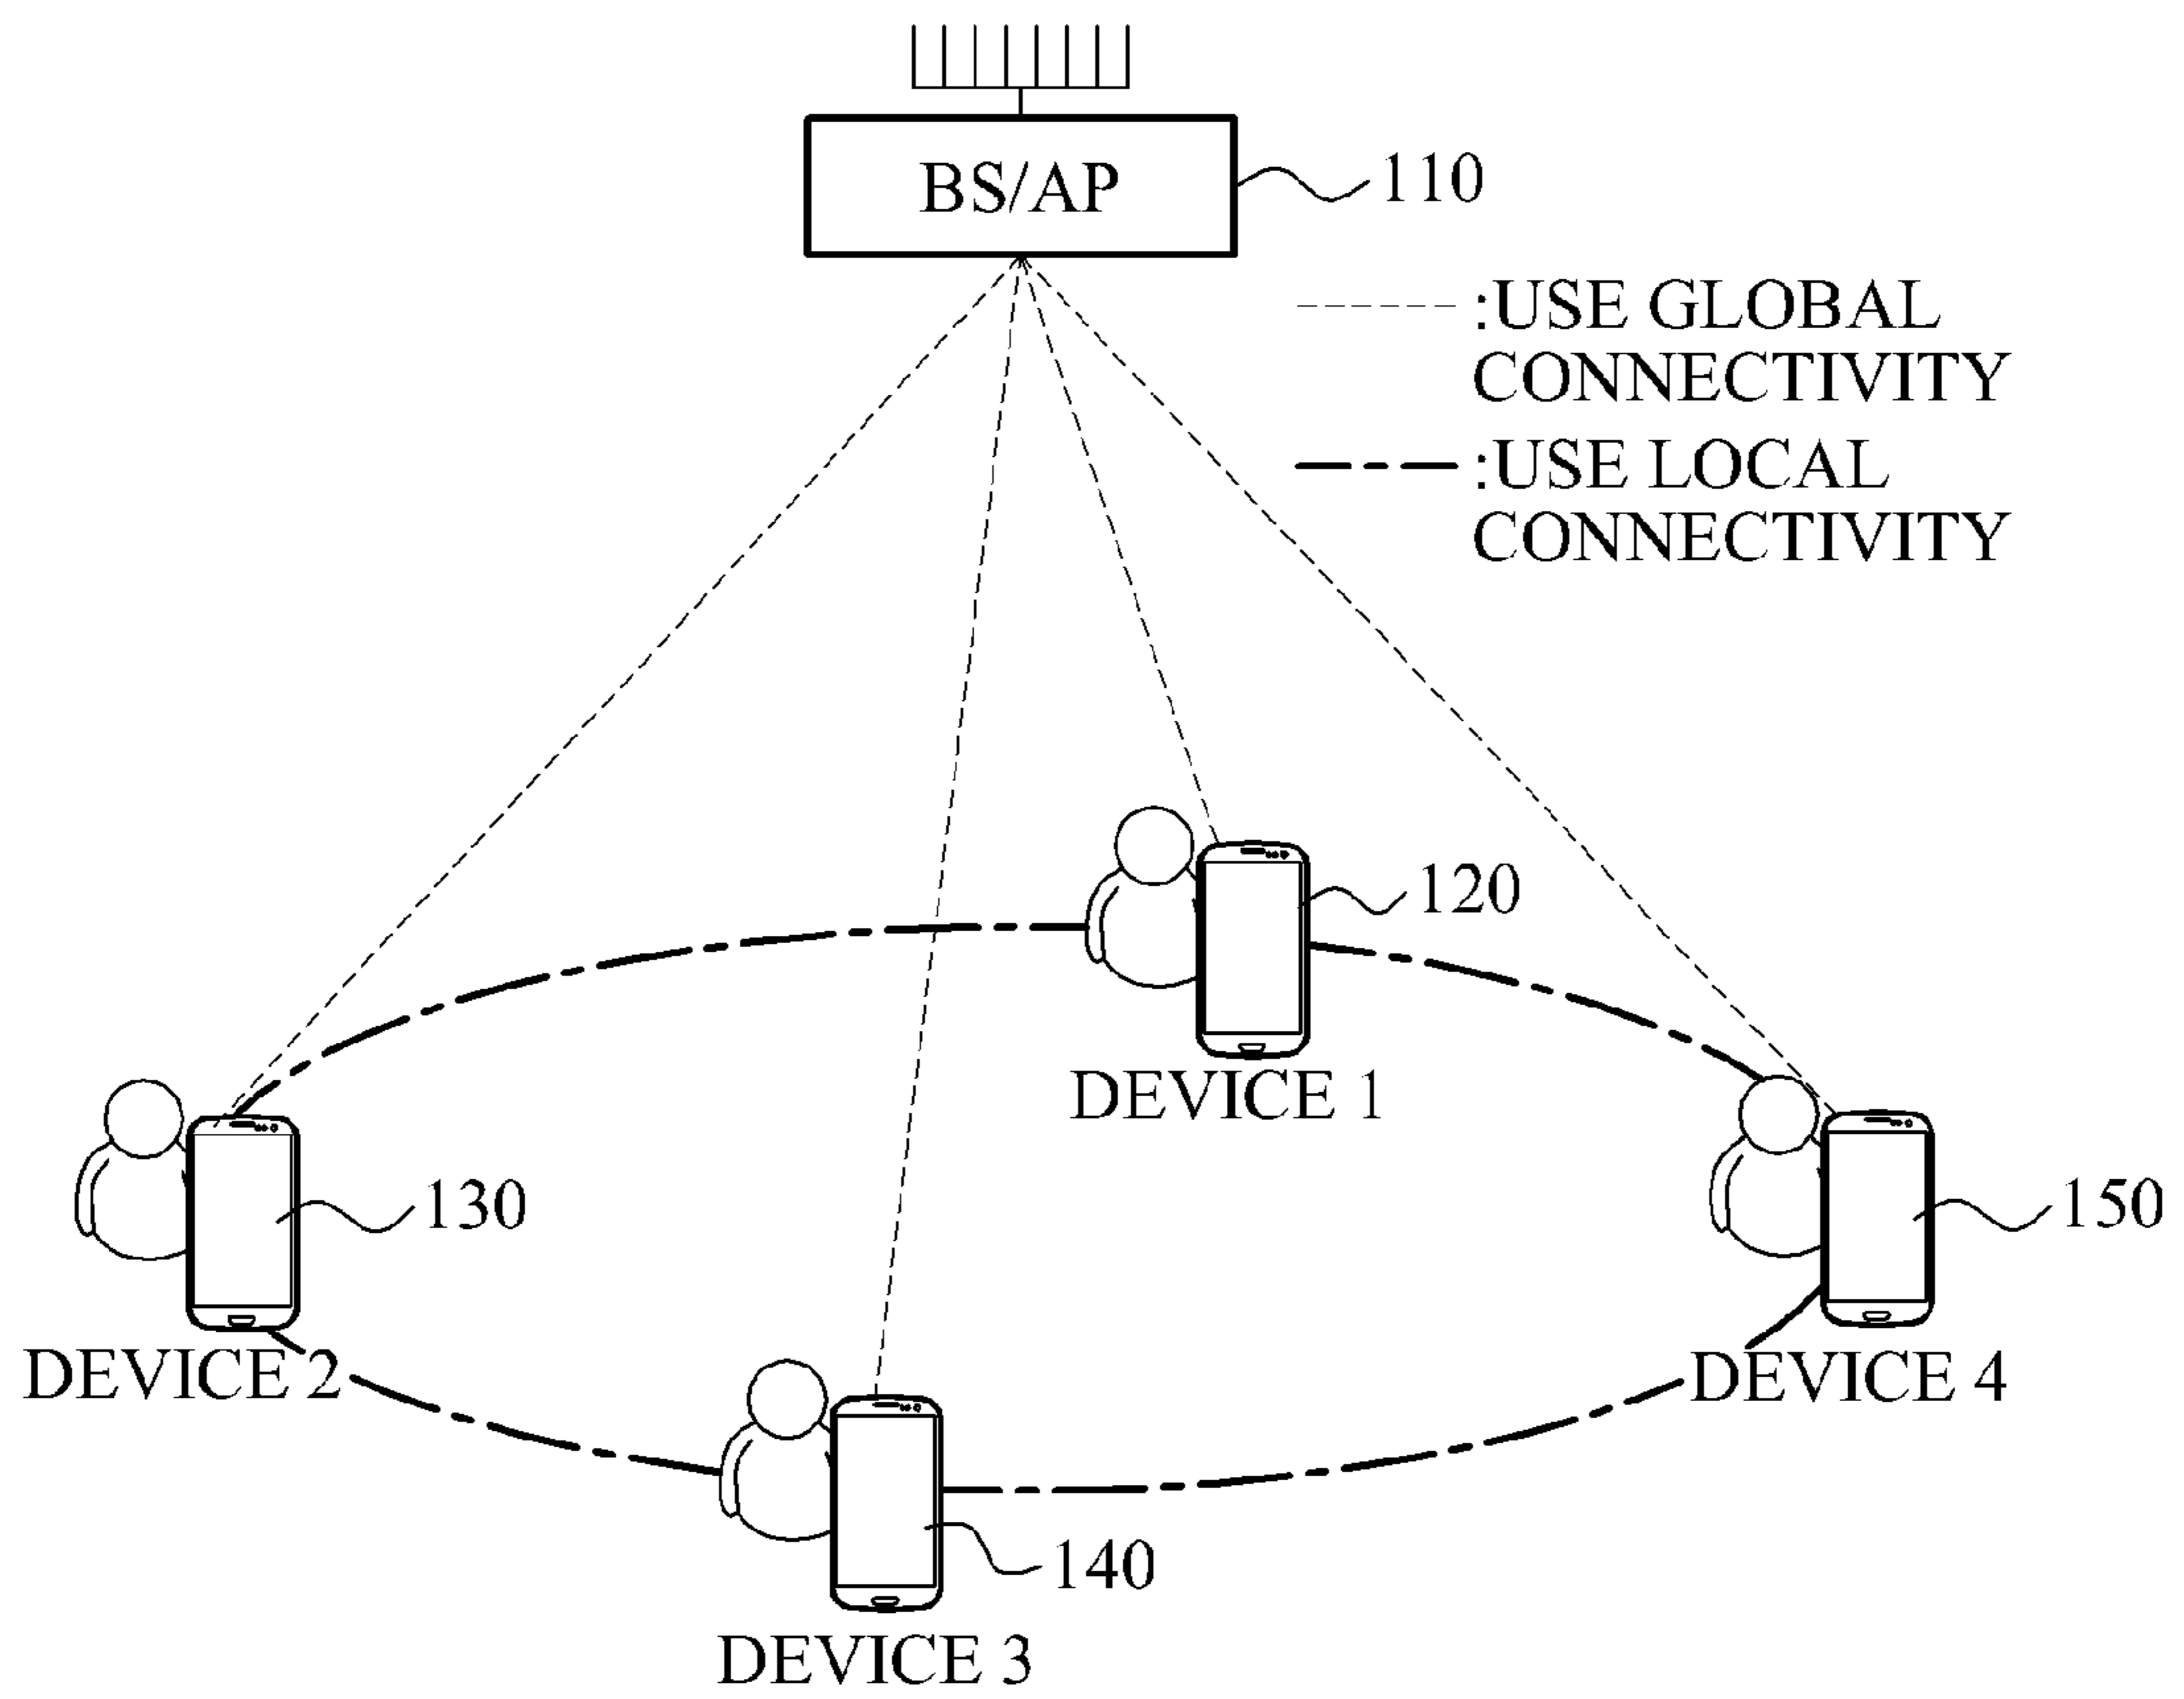 BS/AP
110
:USE GLOBAL
CONNECTIVITY
:USE LOCAL
CONNECTIVITY
120
DEVICE 1
130
150
DEVICE 2
DEVICE 4
140
DEVICE 3